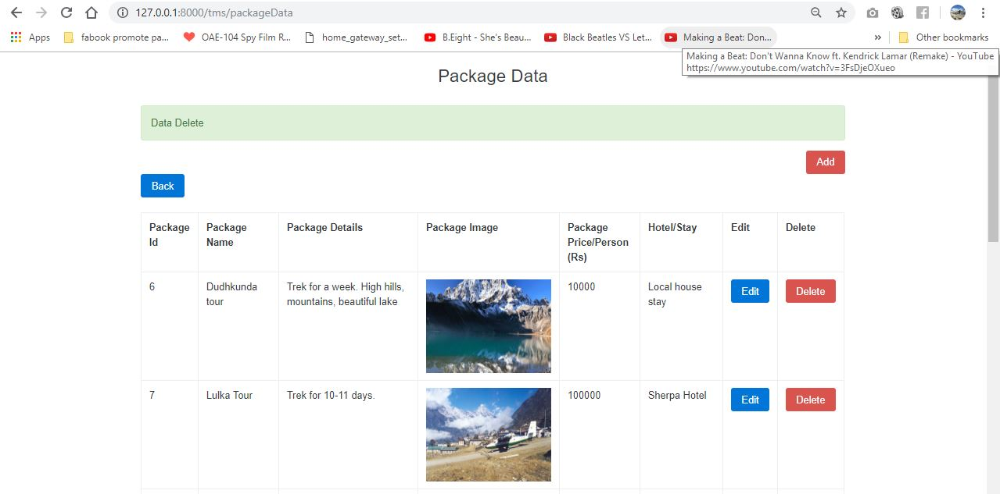 127.0.0.1:8000/tms/packageData
Apps fabook promote pa... OAE-104 Spy Film R... home_gateway_set... B.Eight - She's Beau... Black Beatles VS Let... Making a Beat: Don... » Other bookmarks
Making a Beat: Don't Wanna Know ft. Kendrick Lamar (Remake) - YouTube
https://www.youtube.com/watch?v=3FsDjeOXueo
Package Data
Data Delete
Add
Back
Package Package Package Details Package Image Package Hotel/Stay Edit Delete
Id Name Price/Person
(Rs)
6 Dudhkunda Trek for a week. High hills, 10000 Local house Edit Delete
tour mountains, beautiful lake stay
7 Lulka Tour Trek for 10-11 days. 100000 Sherpa Hotel Edit Delete